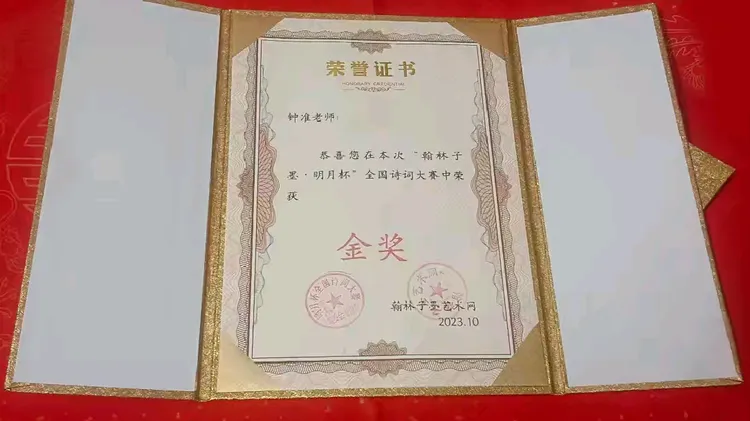 荣誉证书
钟准老师:
恭喜您在本次“翰林子
墨·明月杯”全国诗词大赛中荣
获
金奖
翰林子墨艺术网
2023.10